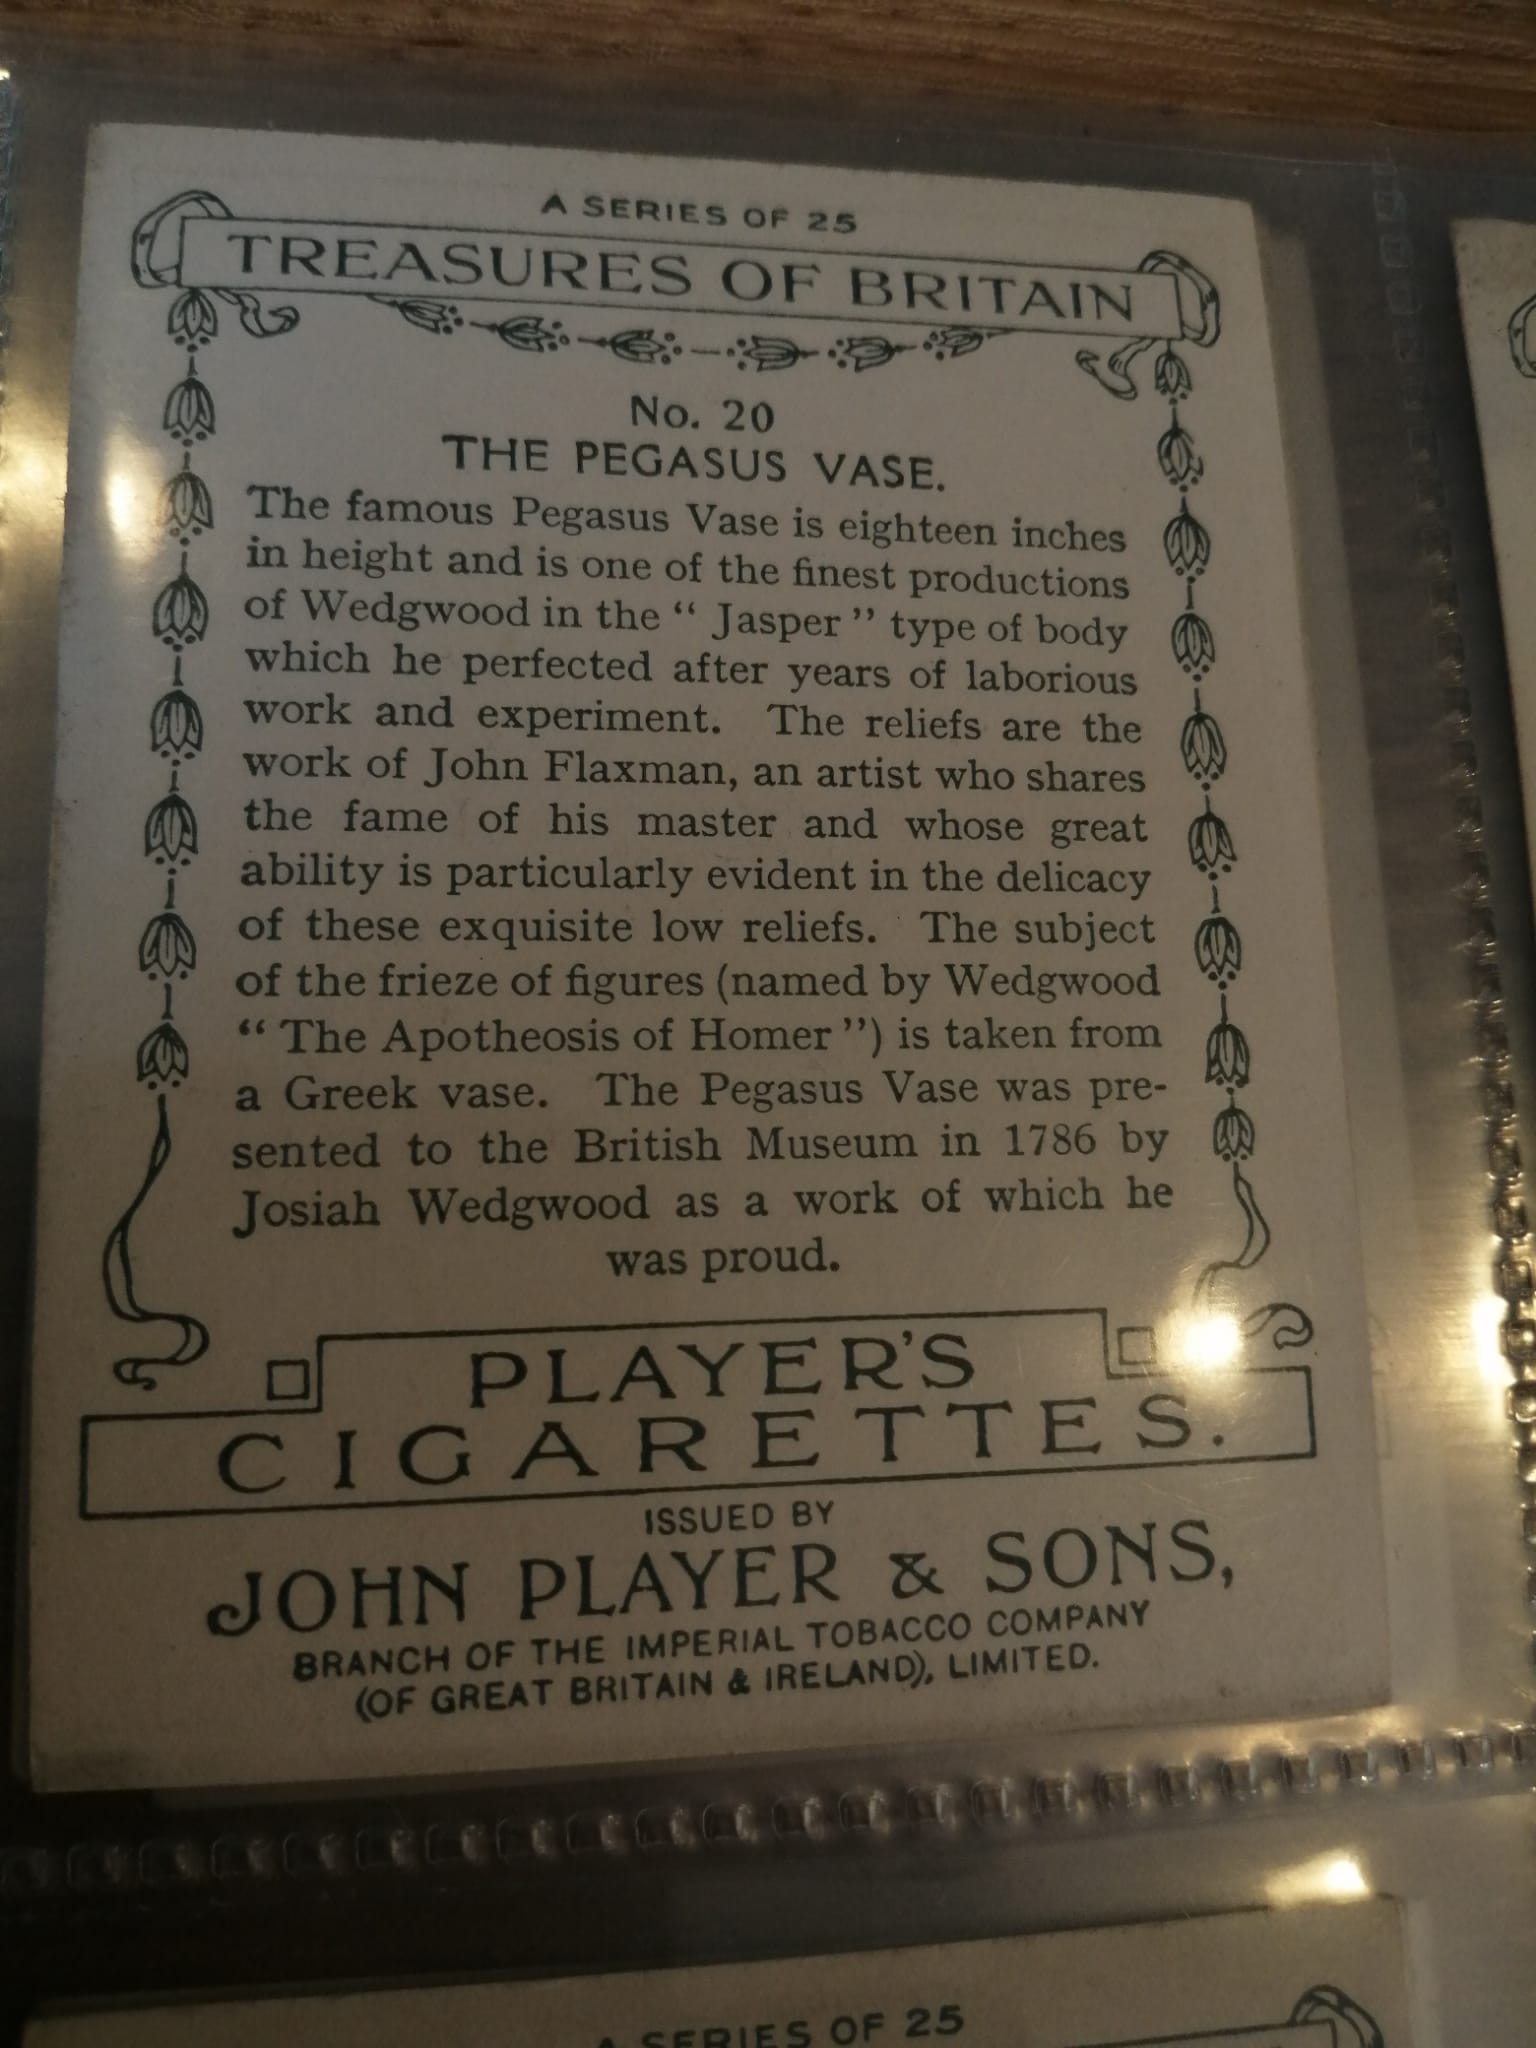 A SERIES OF 25
TREASURES OF BRITAIN
No. 20
THE PEGASUS VASE.
The famous Pegasus Vase is eighteen inches
in height and is one of the finest productions
of Wedgwood in the “ Jasper ” type of body
which he perfected after years of laborious
work and experiment. The reliefs are the
work of John Flaxman, an artist who shares
the fame of his master and whose great
ability is particularly evident in the delicacy
of these exquisite low reliefs. The subject
of the frieze of figures (named by Wedgwood
“ The Apotheosis of Homer ”) is taken from
a Greek vase. The Pegasus Vase was pre-
sented to the British Museum in 1786 by
Josiah Wedgwood as a work of which he
was proud.
PLAYER'S
CIGARETTES.
ISSUED BY
JOHN PLAYER & SONS,
BRANCH OF THE IMPERIAL TOBACCO COMPANY
(OF GREAT BRITAIN & IRELAND), LIMITED.
A SERIES OF 25